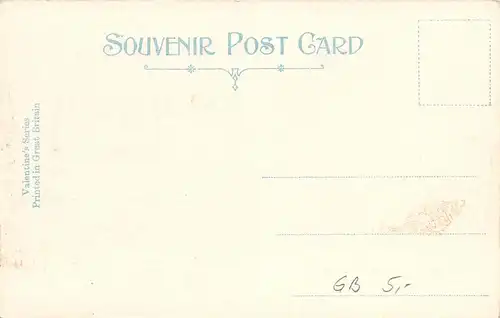 SOUVENIR POST CARD
Valentine's Series
Printed in Great Britain
GB 5,-